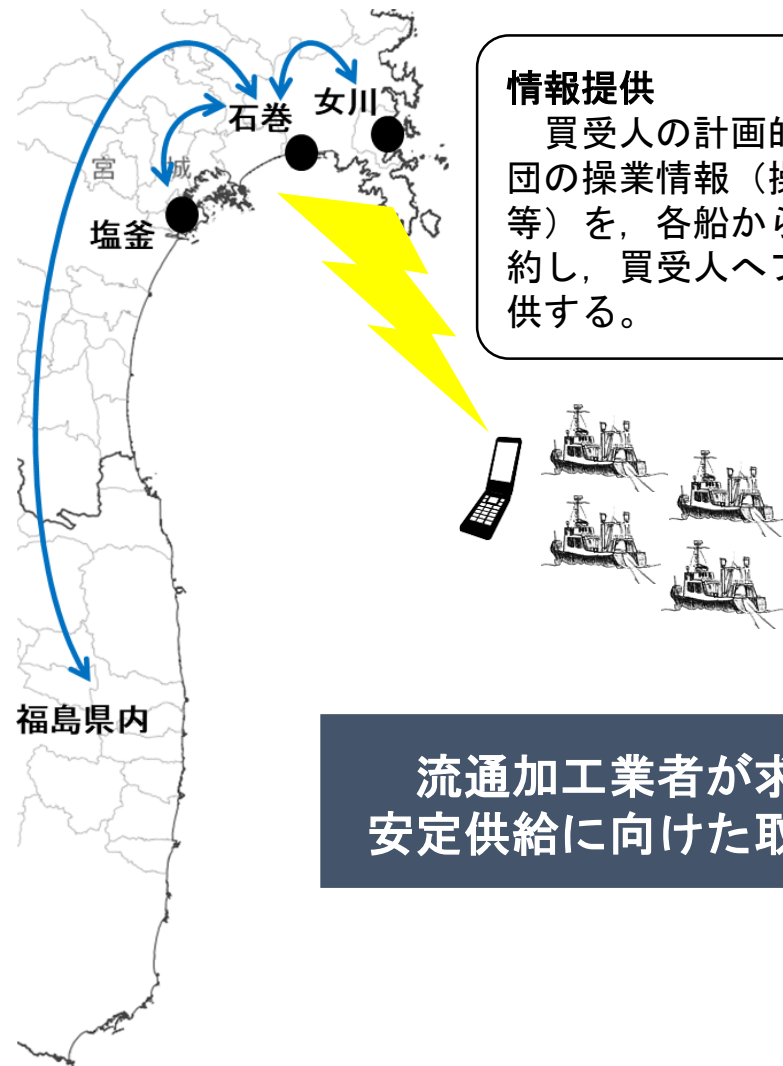 石巻
女川
宮 城
塩釜
福島県内
情報提供
買受人の計画的
団の操業情報（操
等）を，各船から
約し，買受人へフ
供する。
流通加工業者が求
安定供給に向けた取